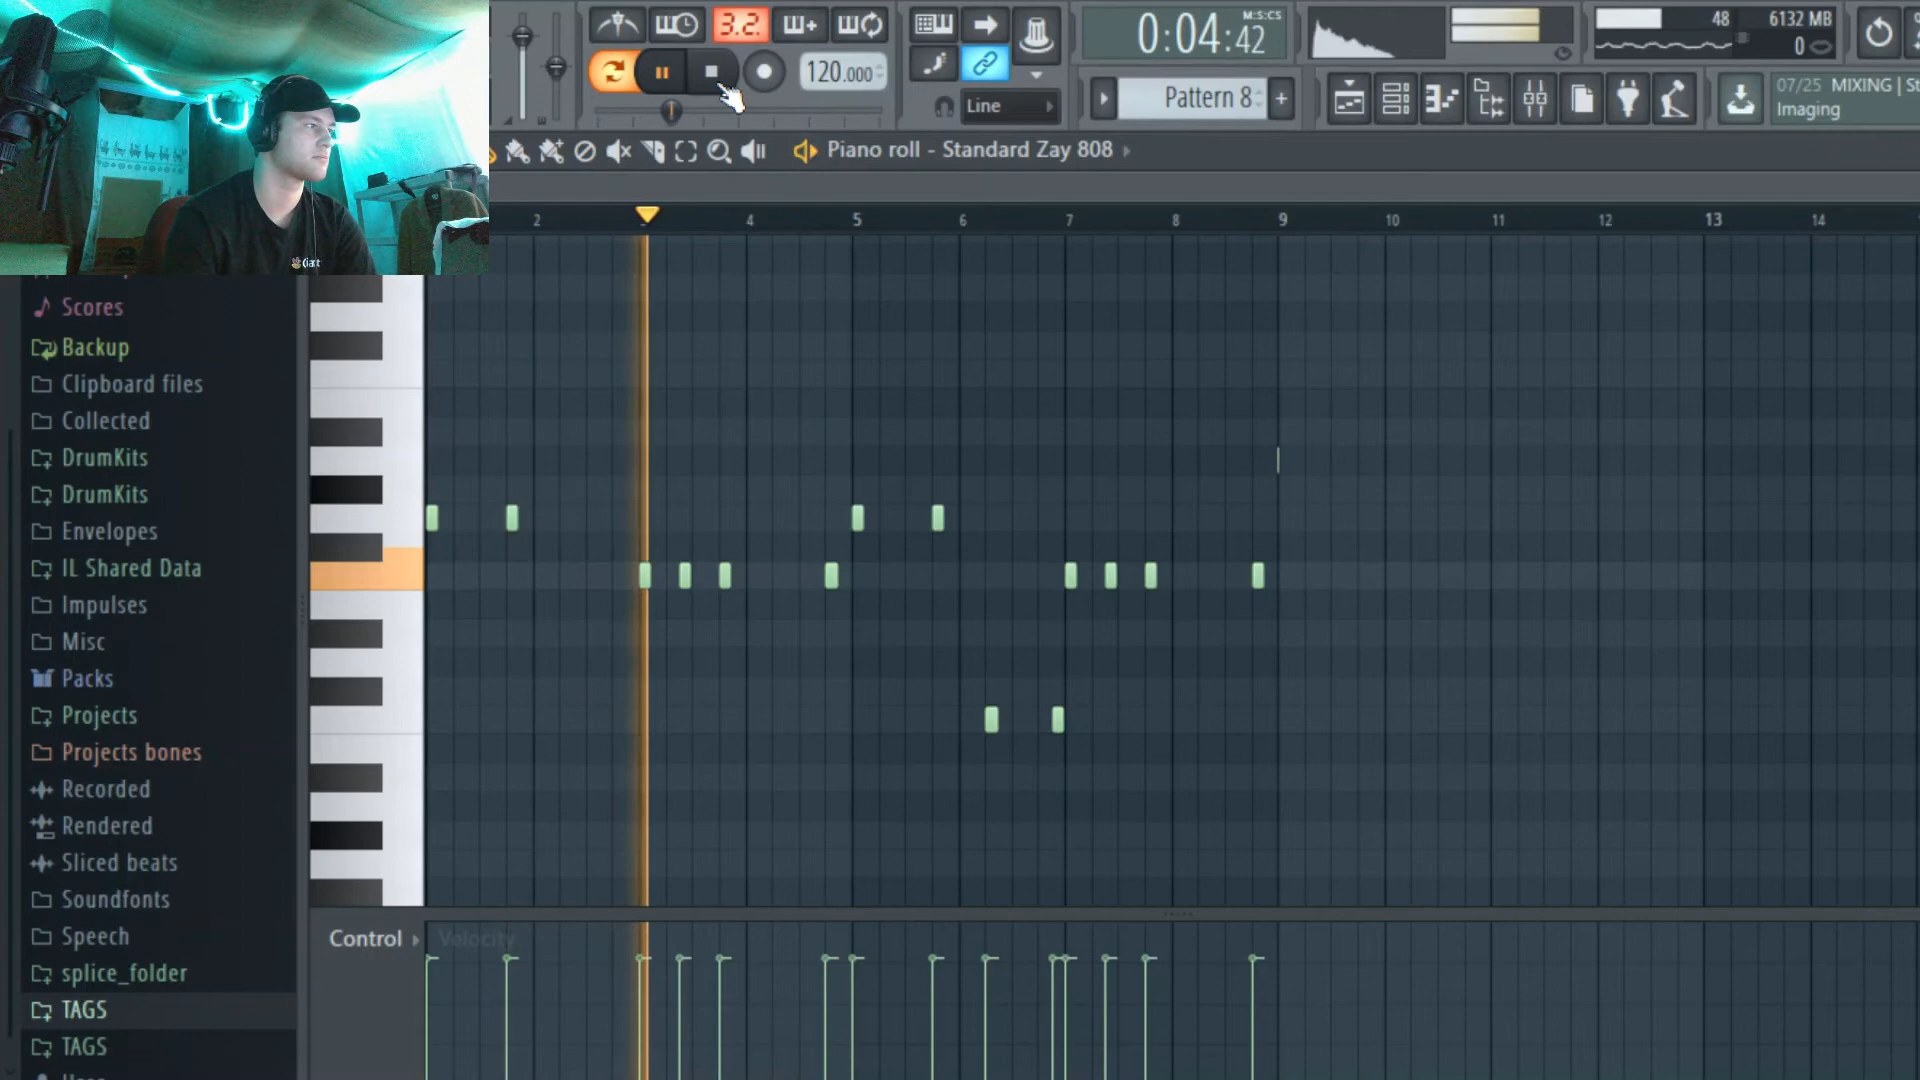 3.2
120.000
Line
0:04:42
M:S:CS
Pattern 8
48
6132 MB
0
07/25 MIXING | St
Imaging
Piano roll - Standard Zay 808
2
4
5
6
7
8
9
10
11
12
13
14
Scores
Backup
Clipboard files
Collected
DrumKits
DrumKits
Envelopes
IL Shared Data
Impulses
Misc
Packs
Projects
Projects bones
Recorded
Rendered
Sliced beats
Soundfonts
Speech
splice_folder
TAGS
TAGS
Control
Velocity